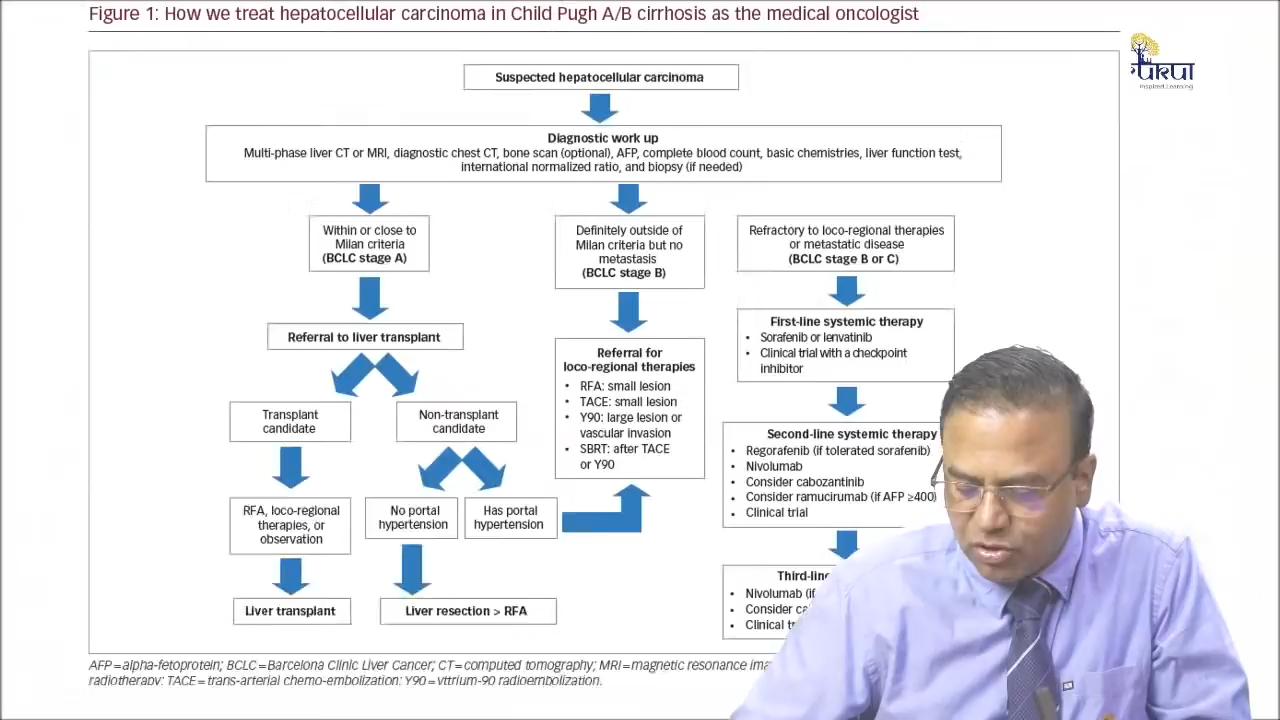 Figure 1: How we treat hepatocellular carcinoma in Child Pugh A/B cirrhosis as the medical oncologist
Suspected hepatocellular carcinoma
Diagnostic work up
Multi-phase liver CT or MRI, diagnostic chest CT, bone scan (optional), AFP, complete blood count, basic chemistries, liver function test,
international normalized ratio, and biopsy (if needed)
Within or close to
Milan criteria
(BCLC stage A)
Referral to liver transplant
Transplant
candidate
Non-transplant
candidate
RFA, loco-regional
therapies, or
observation
No portal
hypertension
Has portal
hypertension
Liver transplant
Liver resection > RFA
Definitely outside of
Milan criteria but no
metastasis
(BCLC stage B)
Referral for
loco-regional therapies
• RFA: small lesion
• TACE: small lesion
• Y90: large lesion or
vascular invasion
• SBRT: after TACE
or Y90
Refractory to loco-regional therapies
or metastatic disease
(BCLC stage B or C)
First-line systemic therapy
• Sorafenib or lenvatinib
• Clinical trial with a checkpoint
inhibitor
Second-line systemic therapy
• Regorafenib (if tolerated sorafenib)
• Nivolumab
• Consider cabozantinib
• Consider ramucirumab (if AFP ≥400)
• Clinical trial
Third-line
• Nivolumab (if
• Consider
• Clinical
AFP = alpha-fetoprotein; BCLC = Barcelona Clinic Liver Cancer; CT = computed tomography; MRI = magnetic resonance
radiotherapy; TACE = trans-arterial chemo-embolization; Y90 = yttrium-90 radioembolization.
Inspired Learning